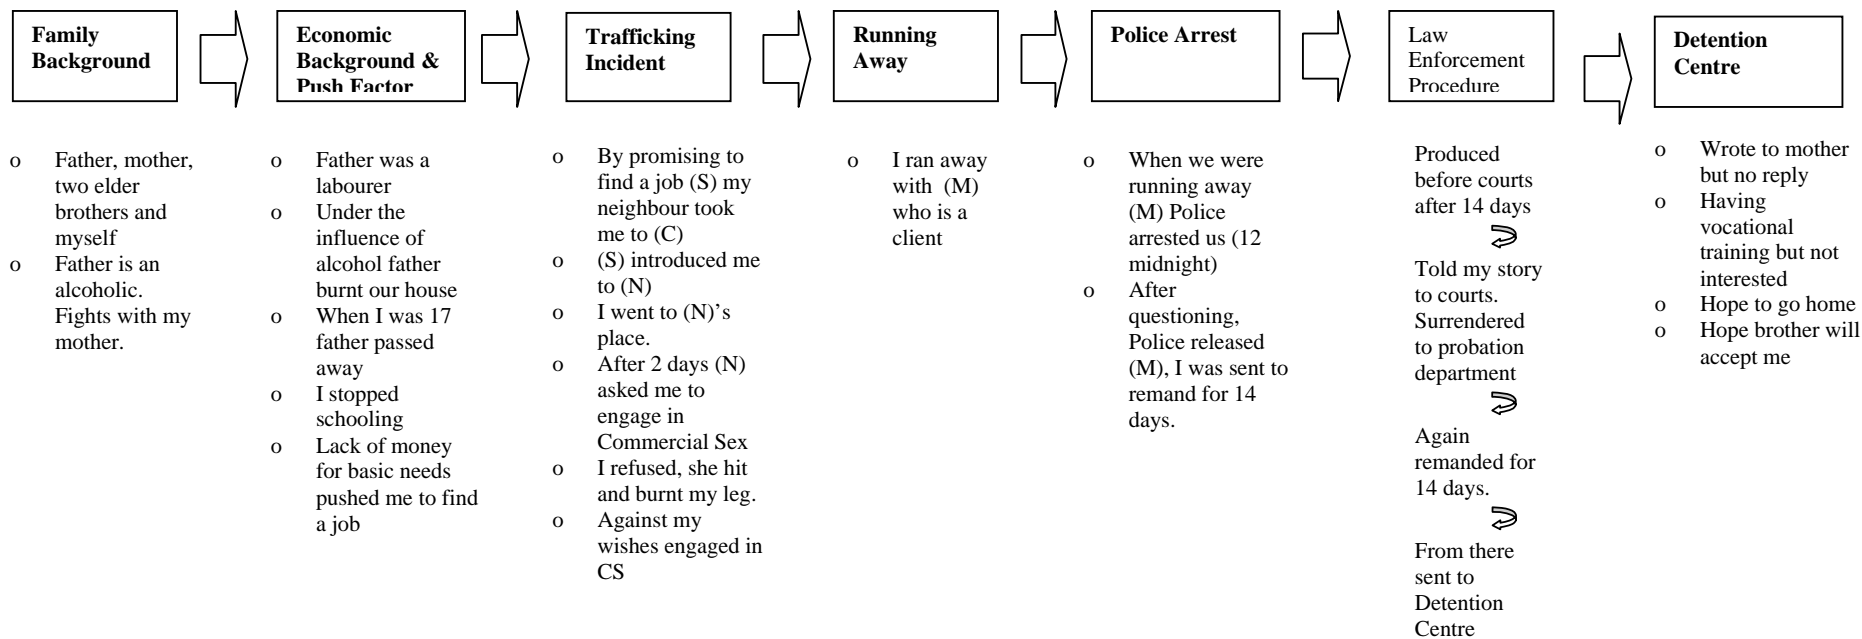 Family
Background
Economic
Background &
Push Factor
Trafficking
Incident
Running
Away
Police Arrest
Law
Enforcement
Procedure
Detention
Centre
o Father, mother,
two elder
brothers and
myself
o Father is an
alcoholic.
Fights with my
mother.
o Father was a
labourer
o Under the
influence of
alcohol father
burnt our house
o When I was 17
father passed
away
o I stopped
schooling
o Lack of money
for basic needs
pushed me to find
a job
o By promising to
find a job (S) my
neighbour took
me to (C)
o (S) introduced me
to (N)
o I went to (N)’s
place.
o After 2 days (N)
asked me to
engage in
Commercial Sex
o I refused, she hit
and burnt my leg.
o Against my
wishes engaged in
CS
o I ran away
with (M)
who is a
client
o When we were
running away
(M) Police
arrested us (12
midnight)
o After
questioning,
Police released
(M), I was sent to
remand for 14
days.
Produced
before courts
after 14 days
Told my story
to courts.
Surrendered
to probation
department
Again
remanded for
14 days.
From there
sent to
Detention
Centre
o Wrote to mother
but no reply
o Having
vocational
training but not
interested
o Hope to go home
o Hope brother will
accept me